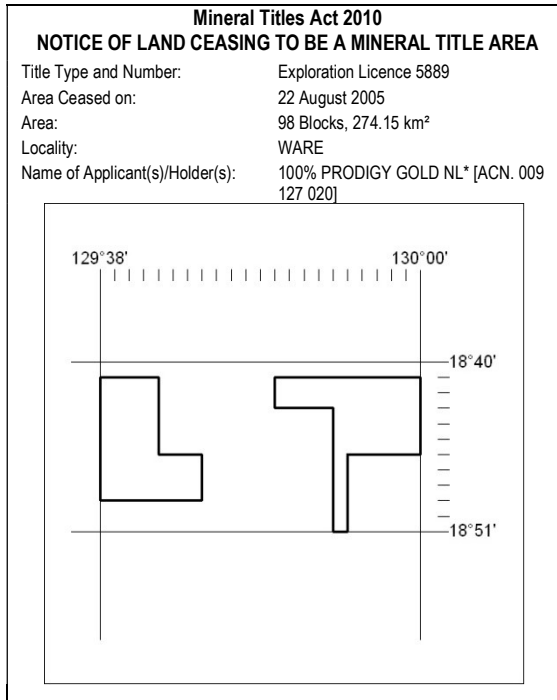 Mineral Titles Act 2010
NOTICE OF LAND CEASING TO BE A MINERAL TITLE AREA
Title Type and Number: Exploration Licence 5889
Area Ceased on: 22 August 2005
Area: 98 Blocks, 274.15 km²
Locality: WARE
Name of Applicant(s)/Holder(s): 100% PRODIGY GOLD NL* [ACN. 009
127 020]
129°38' 130°00'
18°40'
18°51'